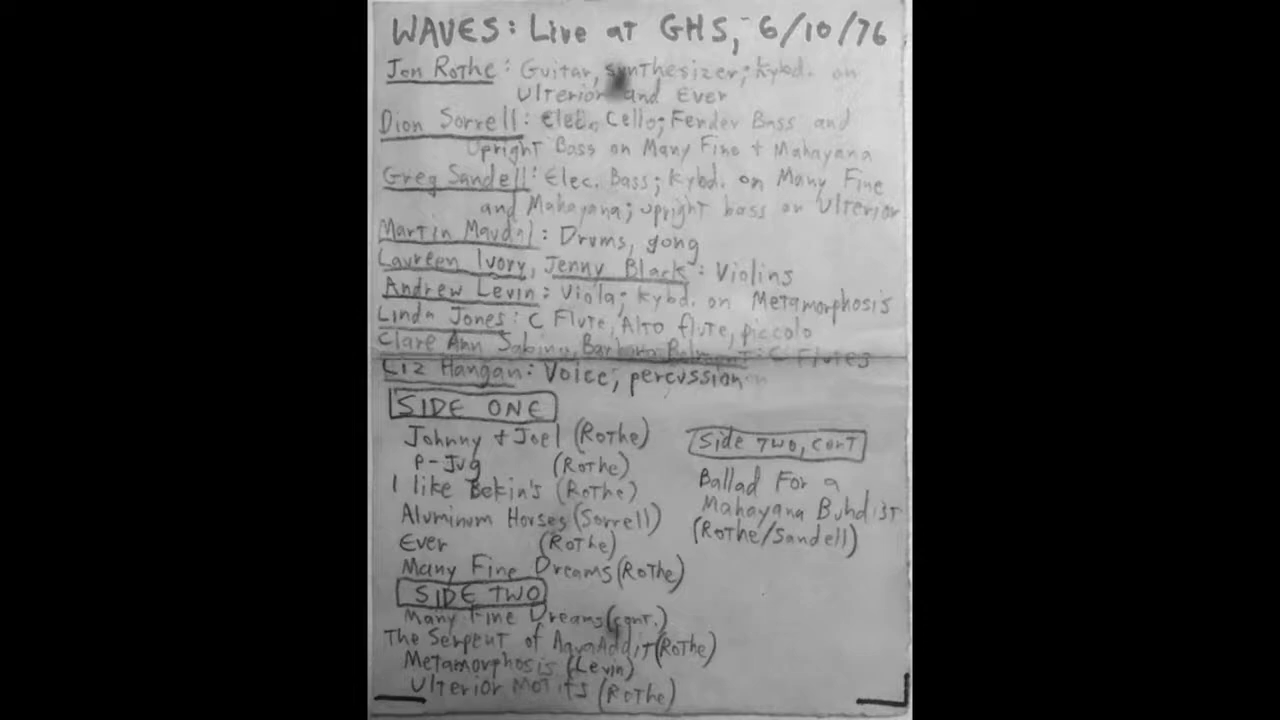 WAVES: Live at GHS, 6/10/76
Jon Rothe: Guitar, synthesizer; kybd. on
Ulterior and Ever
Dion Sorrell: Elec. Cello; Fender Bass and
Upright Bass on Many Fine + Mahayana
Greg Sandell: Elec. Bass; kybd. on Many Fine
and Mahayana; upright bass on Ulterior
Martin Mavdal: Drums, gong
Laureen Ivory, Jenny Black: Violins
Andrew Levin: Viola; kybd. on Metamorphosis
Linda Jones: C Flute, Alto flute, piccolo
Clare Ann Sabino, Barbara : C Flutes
Liz Hangan: Voice, percussion
SIDE ONE
Johnny + Joel (Rothe)
P-Jug (Rothe)
I like Bekin's (Rothe)
Aluminum Horses (Sorrell)
Ever (Rothe)
Many Fine Dreams (Rothe)
SIDE TWO
Many Fine Dreams (cont.)
The Serpent of (Rothe)
Metamorphosis (Levin)
Ulterior Motifs (Rothe)
Side TWO, cont
Ballad For a
Mahayana Buhdist
(Rothe/Sandell)